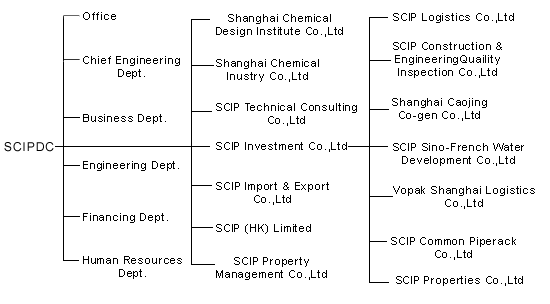 SCIPDC
Office
Chief Engineering
Dept.
Business Dept.
Engineering Dept.
Financing Dept.
Human Resources
Dept.
Shanghai Chemical
Design Institute Co.,Ltd
Shanghai Chemical
Inustry Co.,Ltd
SCIP Technical Consulting
Co.,Ltd
SCIP Investment Co.,Ltd
SCIP Import & Export
Co.,Ltd
SCIP (HK) Limited
SCIP Property
Management Co.,Ltd
SCIP Logistics Co.,Ltd
SCIP Construction &
EngineeringQuaility
Inspection Co.,Ltd
Shanghai Caojing
Co-gen Co.,Ltd
SCIP Sino-French Water
Development Co.,Ltd
Vopak Shanghai Logistics
Co.,Ltd
SCIP Common Piperack
Co.,Ltd
SCIP Properties Co.,Ltd